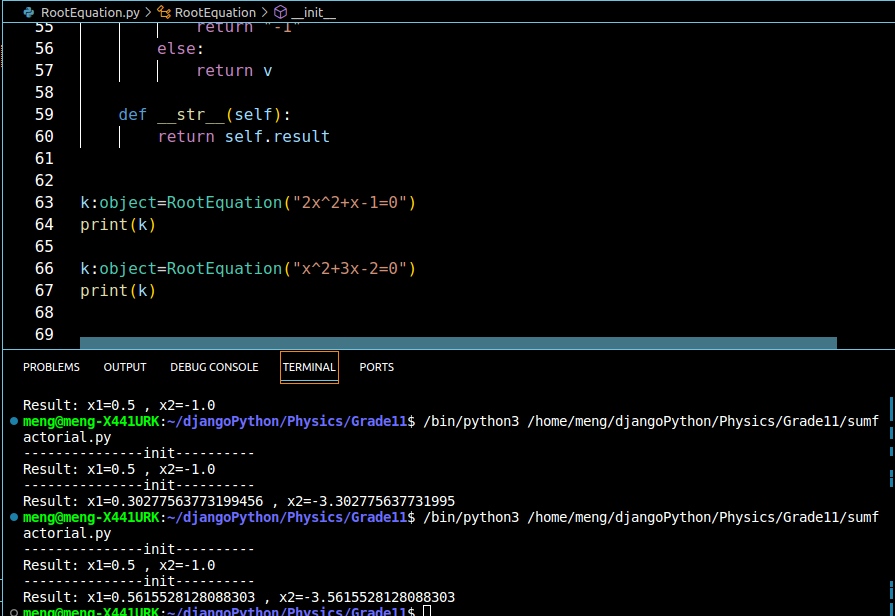 RootEquation.py > RootEquation > __init__
55 return "-1"
56 else:
57 return v
58
59 def __str__(self):
60 return self.result
61
62
63 k:object=RootEquation("2x^2+x-1=0")
64 print(k)
65
66 k:object=RootEquation("x^2+3x-2=0")
67 print(k)
68
69
PROBLEMS OUTPUT DEBUG CONSOLE TERMINAL PORTS
Result: x1=0.5 , x2=-1.0
meng@meng-X441URK:~/djangoPython/Physics/Grade11$ /bin/python3 /home/meng/djangoPython/Physics/Grade11/sumf
actorial.py
---------------init----------
Result: x1=0.5 , x2=-1.0
---------------init----------
Result: x1=0.30277563773199456 , x2=-3.302775637731995
meng@meng-X441URK:~/djangoPython/Physics/Grade11$ /bin/python3 /home/meng/djangoPython/Physics/Grade11/sumf
actorial.py
---------------init----------
Result: x1=0.5 , x2=-1.0
---------------init----------
Result: x1=0.5615528128088303 , x2=-3.5615528128088303
meng@meng-X441URK:~/djangoPython/Physics/Grade11$